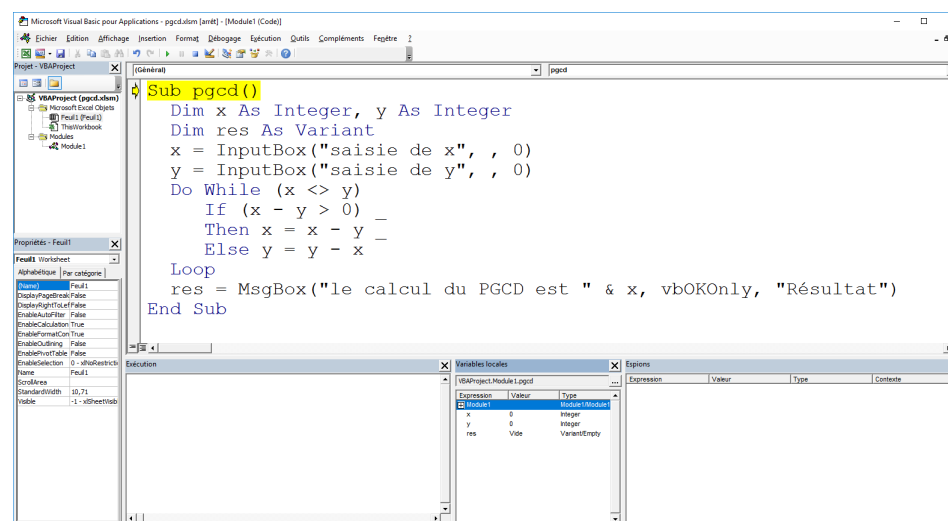 Microsoft Visual Basic pour Applications - pgcd.xlsm [arrêt] - [Module1 (Code)]
Fichier Edition Affichage Insertion Format Débogage Exécution Outils Compléments Fenêtre ?
Projet - VBAProject
VBAProject (pgcd.xlsm)
Microsoft Excel Objets
Feuil1 (Feuil1)
ThisWorkbook
Modules
Module1
(Général)
pgcd
Sub pgcd()
Dim x As Integer, y As Integer
Dim res As Variant
x = InputBox("saisie de x", , 0)
y = InputBox("saisie de y", , 0)
Do While (x <> y)
If (x - y > 0) _
Then x = x - y _
Else y = y - x
Loop
res = MsgBox("le calcul du PGCD est " & x, vbOKOnly, "Résultat")
End Sub
Propriétés - Feuil1
Feuil1 Worksheet
Alphabétique Par catégorie
(Name) Feuil1
DisplayPageBreak False
DisplayRightToLef False
EnableAutoFilter False
EnableCalculation True
EnableFormatCon True
EnableOutlining False
EnablePivotTable False
EnableSelection 0 - xlNoRestricti
Name Feuil1
ScrollArea
StandardWidth 10,71
Visible -1 - xlSheetVisib
Exécution
Variables locales
VBAProject.Module1.pgcd
...
Expression Valeur Type
Module1 Module1/Module1
x 0 Integer
y 0 Integer
res Vide Variant/Empty
Espions
Expression Valeur Type Contexte